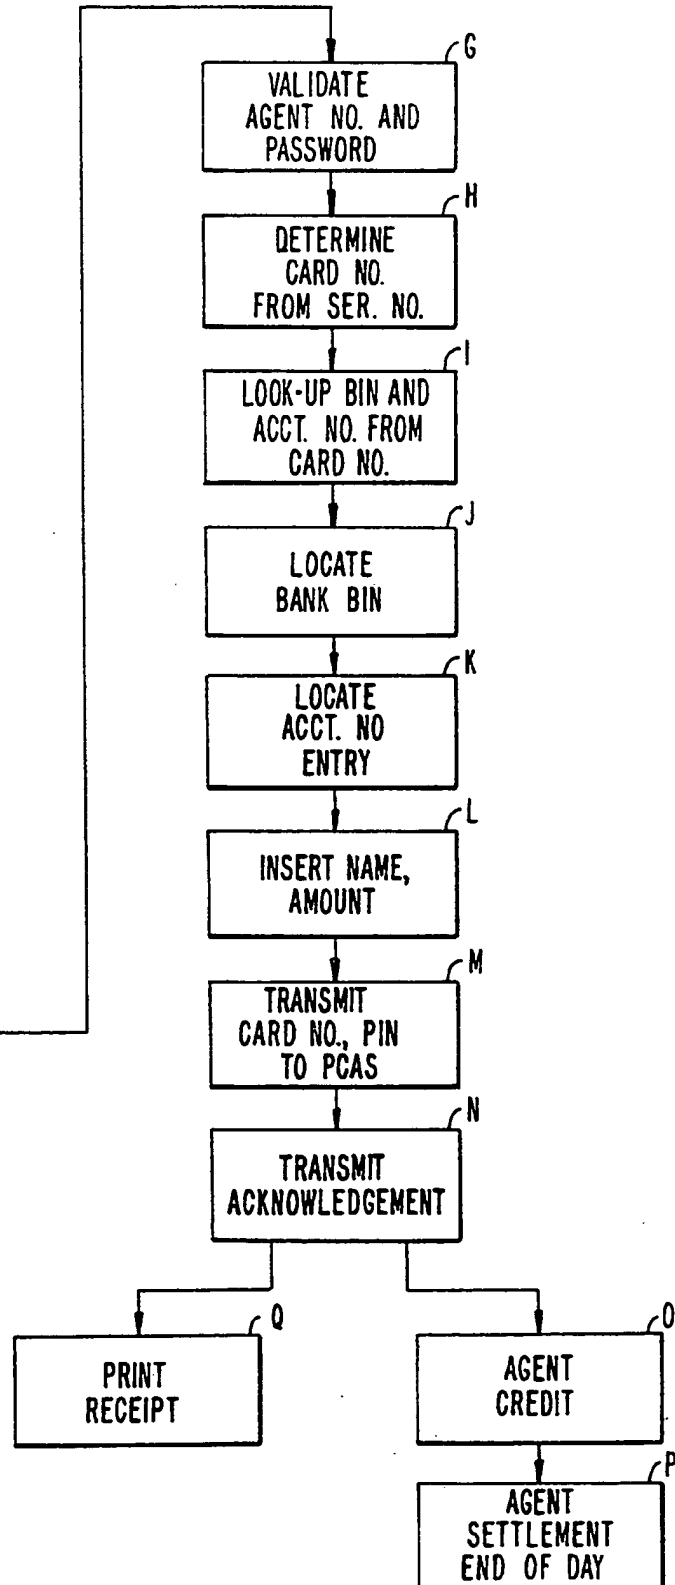 G
VALIDATE
AGENT NO. AND
PASSWORD
H
DETERMINE
CARD NO.
FROM SER. NO.
I
LOOK-UP BIN AND
ACCT. NO. FROM
CARD NO.
J
LOCATE
BANK BIN
K
LOCATE
ACCT. NO
ENTRY
L
INSERT NAME,
AMOUNT
M
TRANSMIT
CARD NO., PIN
TO PCAS
N
TRANSMIT
ACKNOWLEDGEMENT
Q
PRINT
RECEIPT
O
AGENT
CREDIT
P
AGENT
SETTLEMENT
END OF DAY